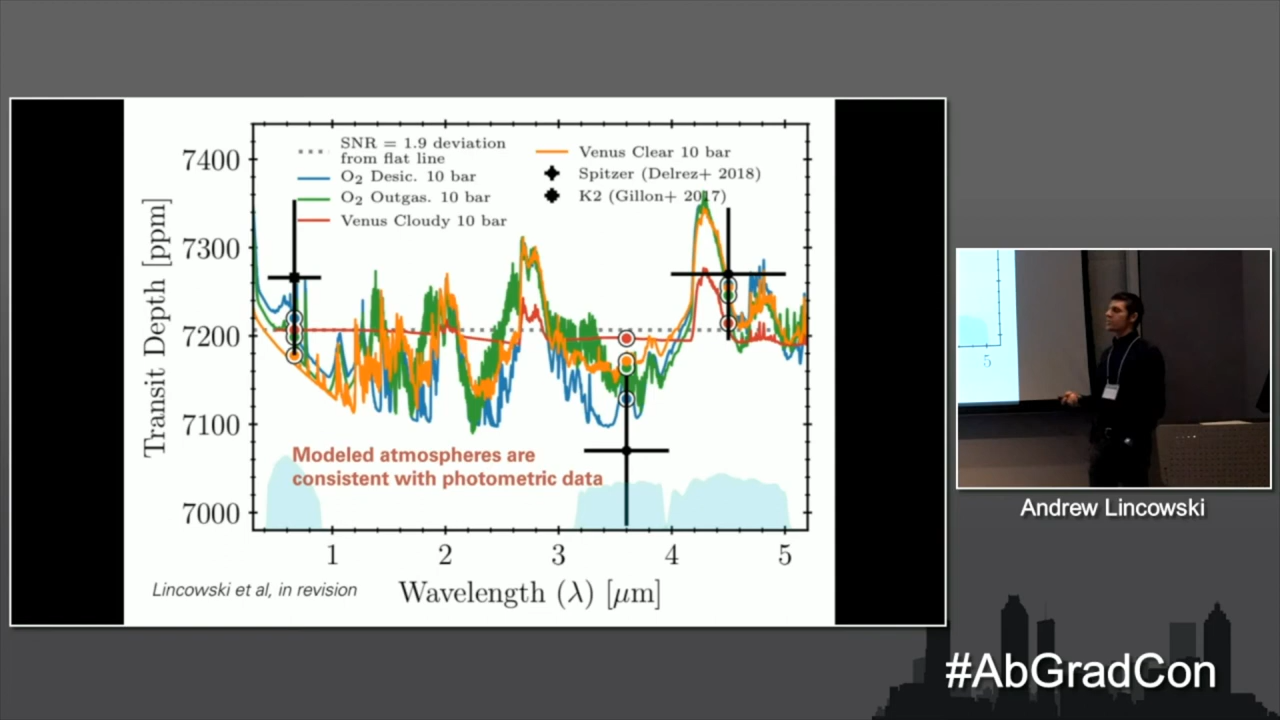 SNR = 1.9 deviation
from flat line
O₂ Desic. 10 bar
O₂ Outgas. 10 bar
Venus Cloudy 10 bar
Venus Clear 10 bar
Spitzer (Delrez+ 2018)
K2 (Gillon+ 2017)
7400
7300
7200
7100
7000
Transit Depth [ppm]
Modeled atmospheres are
consistent with photometric data
1 2 3 4 5
Wavelength (λ) [μm]
Lincowski et al, in revision
5
Andrew Lincowski
#AbGradCon